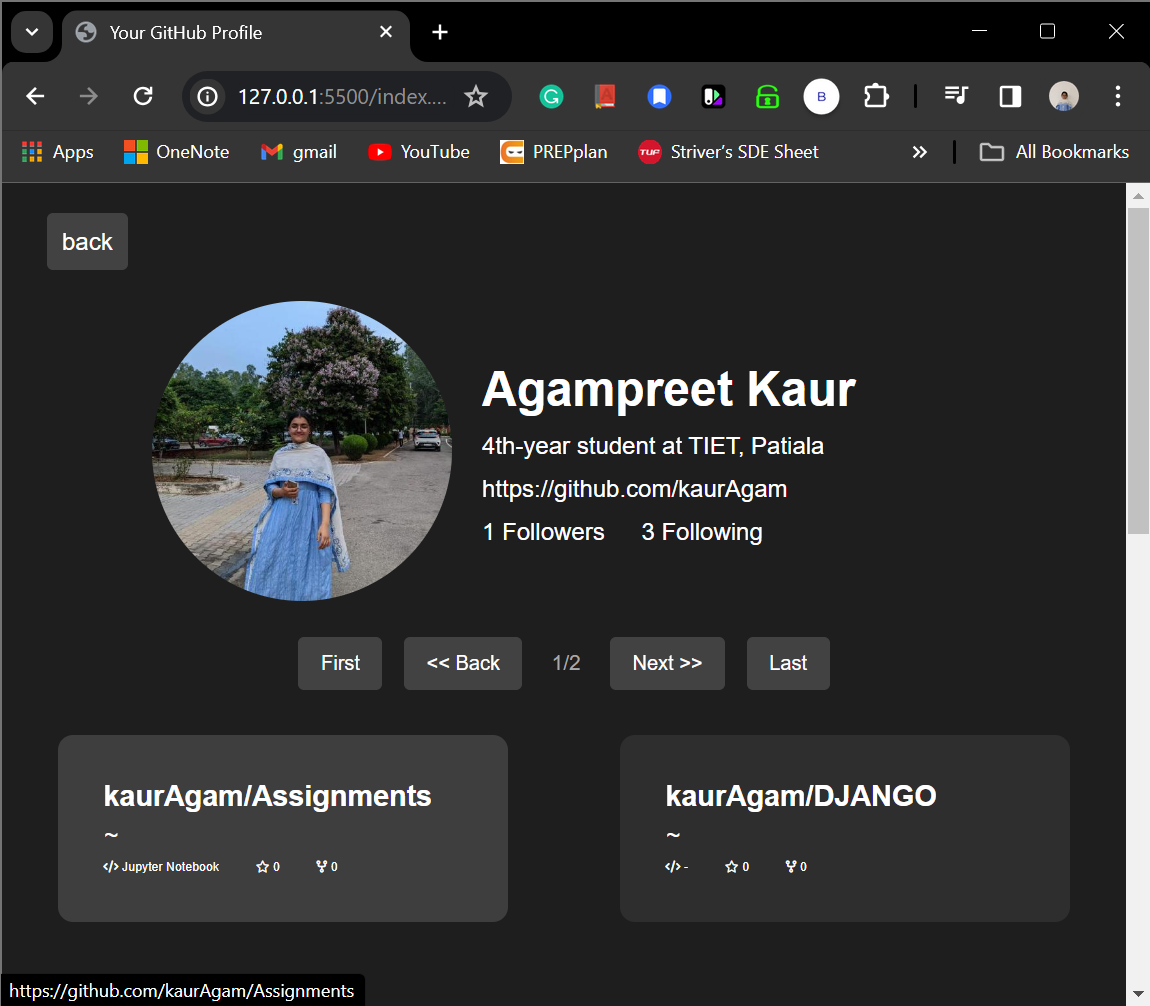 Your GitHub Profile
127.0.0.1:5500/index....
B
Apps
OneNote
gmail
YouTube
PREPplan
TUF
Striver's SDE Sheet
All Bookmarks
back
Agampreet Kaur
4th-year student at TIET, Patiala
https://github.com/kaurAgam
1 Followers 3 Following
First << Back 1/2 Next >> Last
kaurAgam/Assignments
~
</> Jupyter Notebook 0 0
kaurAgam/DJANGO
~
</> - 0 0
https://github.com/kaurAgam/Assignments